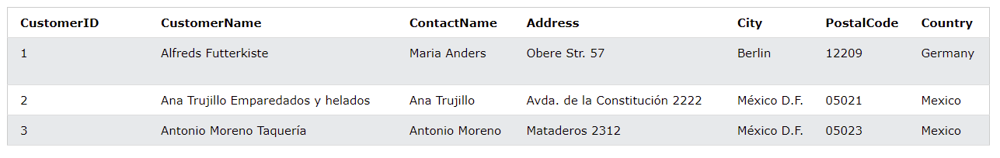 CustomerID CustomerName ContactName Address City PostalCode Country
1 Alfreds Futterkiste Maria Anders Obere Str. 57 Berlin 12209 Germany
2 Ana Trujillo Emparedados y helados Ana Trujillo Avda. de la Constitución 2222 México D.F. 05021 Mexico
3 Antonio Moreno Taquería Antonio Moreno Mataderos 2312 México D.F. 05023 Mexico